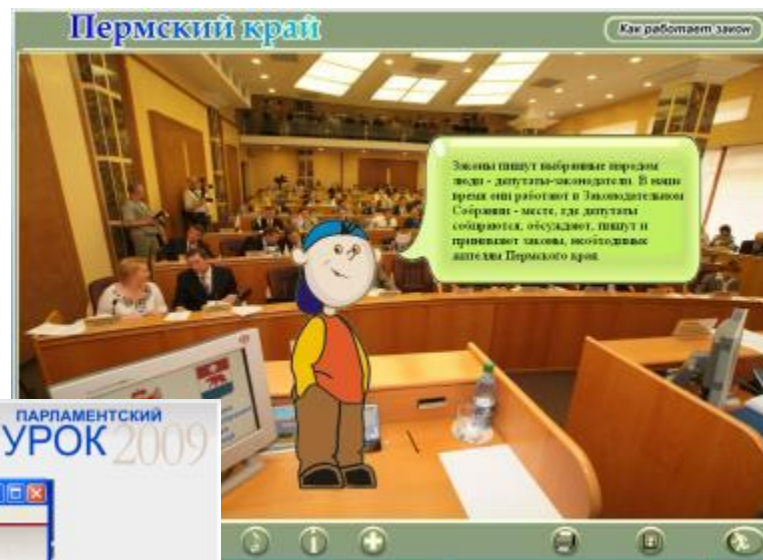 Пермский край
Как работает закон
Законы пишут выбранные народом
люди - депутаты-законодатели. В наше
время они работают в Законодательном
Собрании - месте, где депутаты
собираются, обсуждают, пишут и
принимают законы, необходимые
жителям Пермского края.
ПАРЛАМЕНТСКИЙ
УРОК 2009